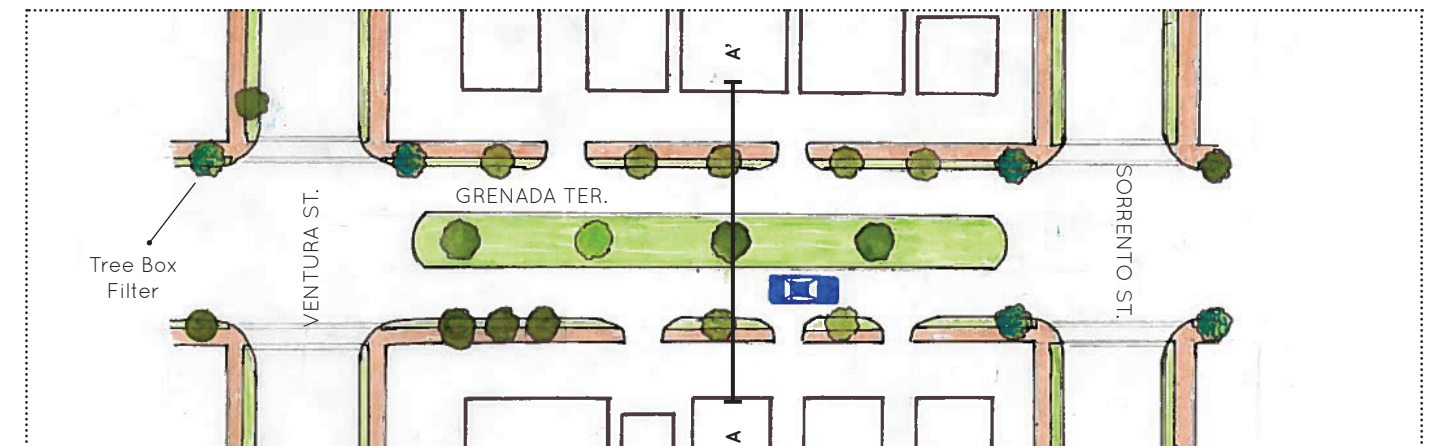 A'
GRENADA TER.
VENTURA ST.
SORRENTO ST.
Tree Box
Filter
A